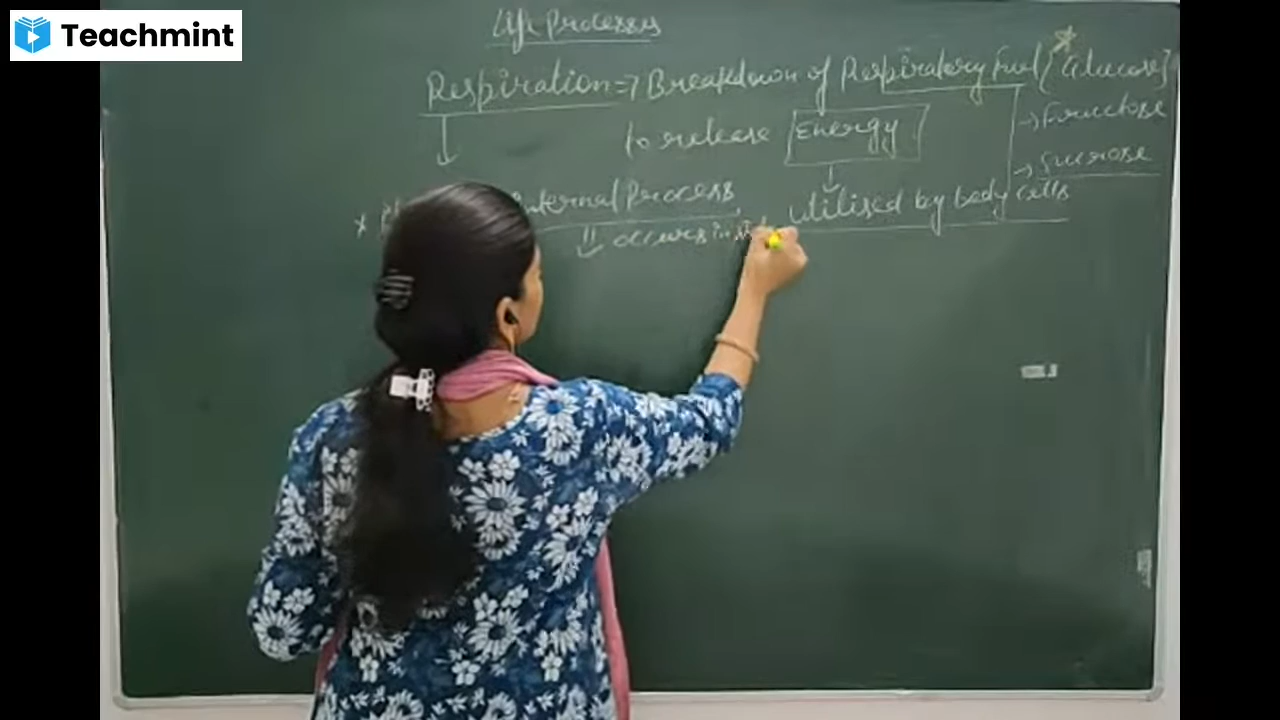 Teachmint
Life Processes
Respiration => Breakdown of Respiratory Fuel [Glucose]
to release Energy
→ Fructose
→ Sucrose
* Internal Process
utilised by body cells
occurs in